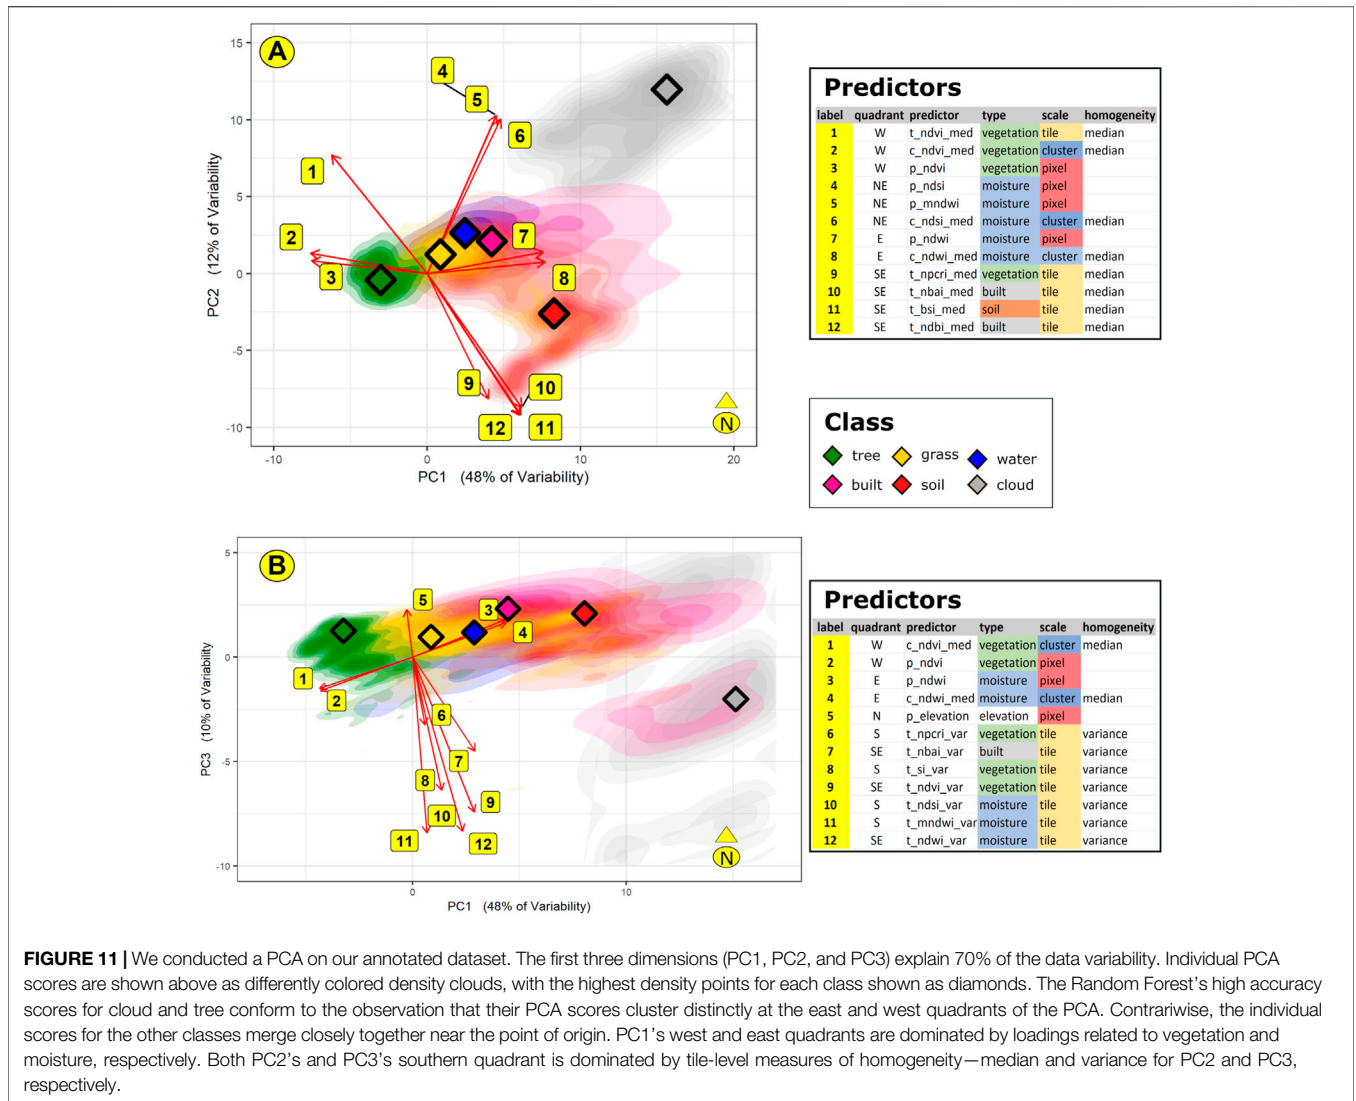 A
15
10
5
0
-5
-10
-10
0
10
20
PC2 (12% of Variability)
PC1 (48% of Variability)
1
2
3
4
5
6
7
8
9
10
12
11
N
Predictors
label quadrant predictor type scale homogeneity
1 W t_ndvi_med vegetation tile median
2 W c_ndvi_med vegetation cluster median
3 W p_ndvi vegetation pixel
4 NE p_ndsi moisture pixel
5 NE p_mndwi moisture pixel
6 NE c_ndsi_med moisture cluster median
7 E p_ndwi moisture pixel
8 E c_ndwi_med moisture cluster median
9 SE t_npcri_med vegetation tile median
10 SE t_nbai_med built tile median
11 SE t_bsi_med soil tile median
12 SE t_ndbi_med built tile median
Class
tree grass water
built soil cloud
B
5
0
-5
-10
0
10
PC3 (10% of Variability)
PC1 (48% of Variability)
5
3
4
1
2
6
7
8
9
10
11
12
N
Predictors
label quadrant predictor type scale homogeneity
1 W c_ndvi_med vegetation cluster median
2 W p_ndvi vegetation pixel
3 E p_ndwi moisture pixel
4 E c_ndwi_med moisture cluster median
5 N p_elevation elevation pixel
6 S t_npcri_var vegetation tile variance
7 SE t_nbai_var built tile variance
8 S t_si_var vegetation tile variance
9 SE t_ndvi_var vegetation tile variance
10 S t_ndsi_var moisture tile variance
11 S t_mndwi_var moisture tile variance
12 SE t_ndwi_var moisture tile variance
FIGURE 11 | We conducted a PCA on our annotated dataset. The first three dimensions (PC1, PC2, and PC3) explain 70% of the data variability. Individual PCA
scores are shown above as differently colored density clouds, with the highest density points for each class shown as diamonds. The Random Forest's high accuracy
scores for cloud and tree conform to the observation that their PCA scores cluster distinctly at the east and west quadrants of the PCA. Contrariwise, the individual
scores for the other classes merge closely together near the point of origin. PC1's west and east quadrants are dominated by loadings related to vegetation and
moisture, respectively. Both PC2's and PC3's southern quadrant is dominated by tile-level measures of homogeneity—median and variance for PC2 and PC3,
respectively.